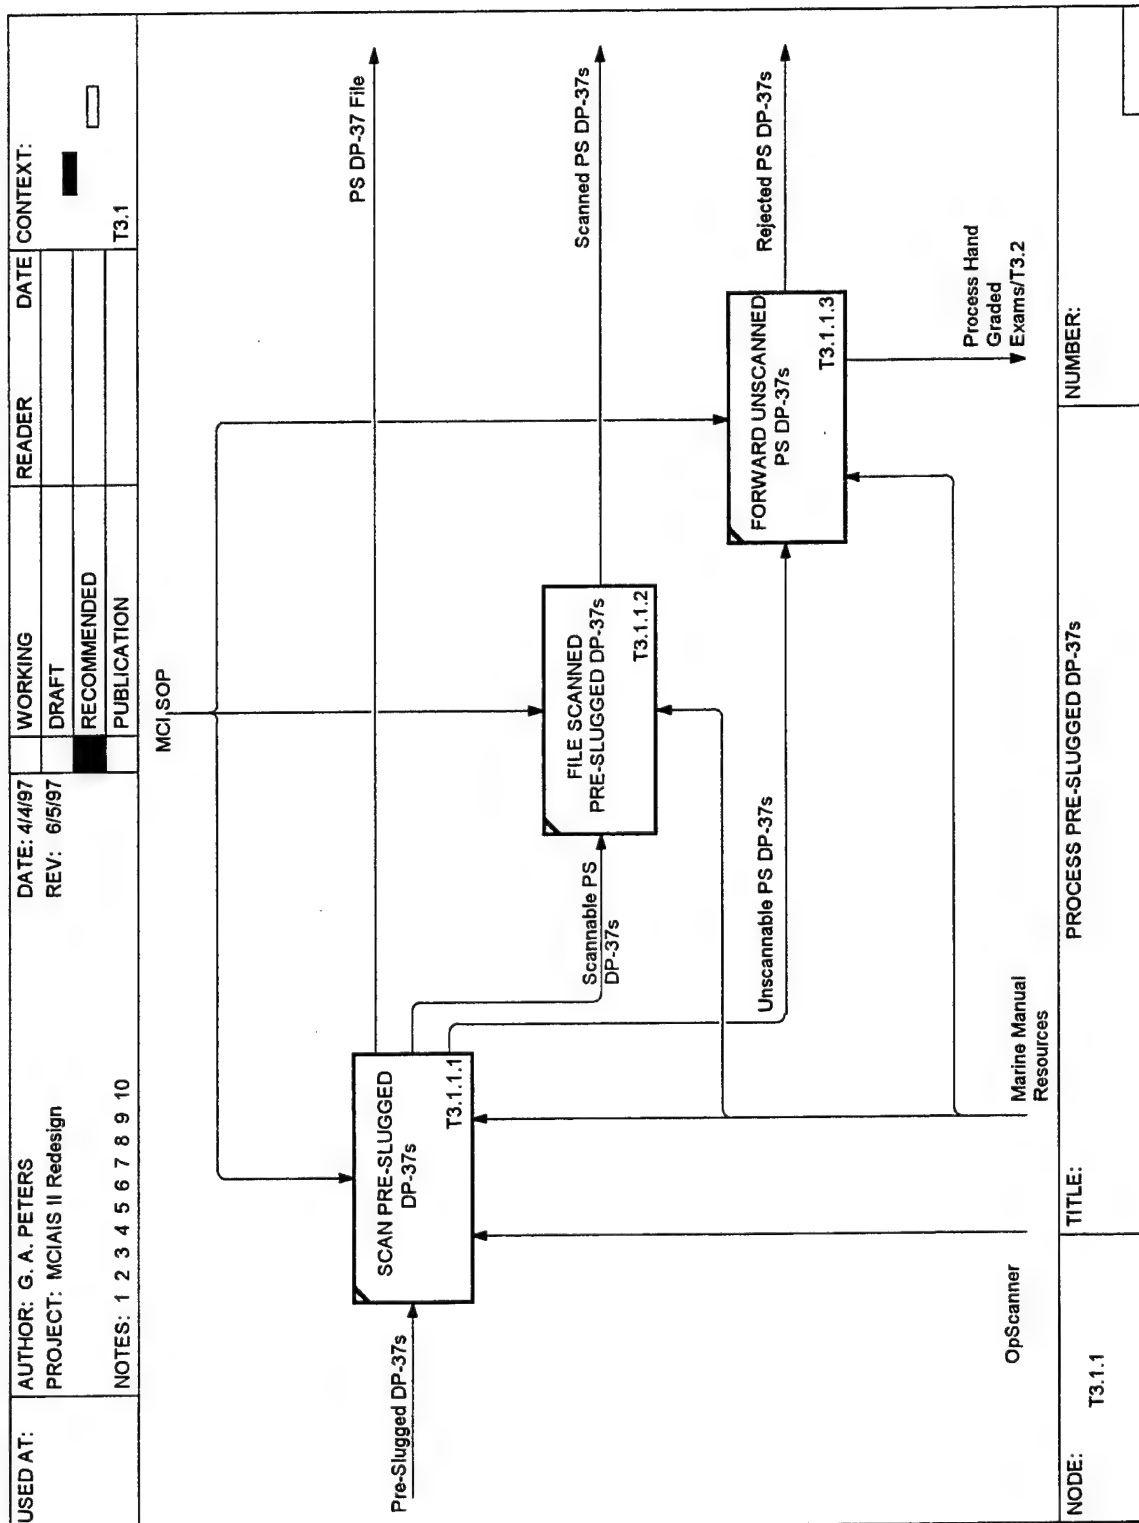 USED AT:
AUTHOR: G. A. PETERS
PROJECT: MCIAIS II Redesign
NOTES: 1 2 3 4 5 6 7 8 9 10
DATE: 4/4/97
REV: 6/5/97
WORKING
DRAFT
RECOMMENDED
PUBLICATION
READER
DATE
CONTEXT:
T3.1
MCI SOP
Pre-Slugged DP-37s
SCAN PRE-SLUGGED
DP-37s
T3.1.1.1
PS DP-37 File
Scannable PS
DP-37s
FILE SCANNED
PRE-SLUGGED DP-37s
T3.1.1.2
Scanned PS DP-37s
Unscannable PS DP-37s
FORWARD UNSCANNED
PS DP-37s
T3.1.1.3
Rejected PS DP-37s
Process Hand
Graded
Exams/T3.2
OpScanner
Marine Manual
Resources
NODE:
T3.1.1
TITLE:
PROCESS PRE-SLUGGED DP-37s
NUMBER: